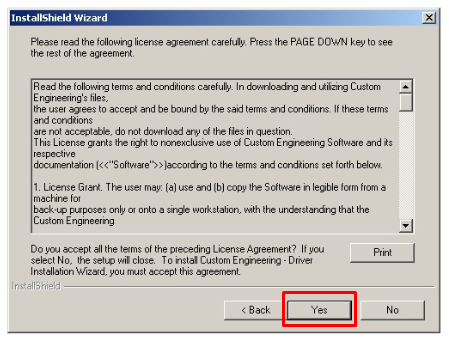 InstallShield Wizard
Please read the following license agreement carefully. Press the PAGE DOWN key to see
the rest of the agreement.
Read the following terms and conditions carefully. In downloading and utilizing Custom
Engineering's files,
the user agrees to accept and be bound by the said terms and conditions. If these terms
and conditions
are not acceptable, do not download any of the files in question.
This License grants the right to nonexclusive use of Custom Engineering Software and its
respective
documentation (<<"Software">>)according to the terms and conditions set forth below.
1. License Grant. The user may: (a) use and (b) copy the Software in legible form from a
machine for
back-up purposes only or onto a single workstation, with the understanding that the
Custom Engineering
Do you accept all the terms of the preceding License Agreement? If you
select No, the setup will close. To install Custom Engineering - Driver
Installation Wizard, you must accept this agreement.
Print
InstallShield
< Back
Yes
No